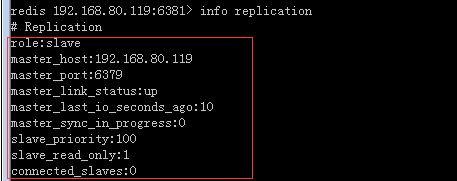 redis 192.168.80.119:6381> info replication
# Replication
role:slave
master_host:192.168.80.119
master_port:6379
master_link_status:up
master_last_io_seconds_ago:10
master_sync_in_progress:0
slave_priority:100
slave_read_only:1
connected_slaves:0